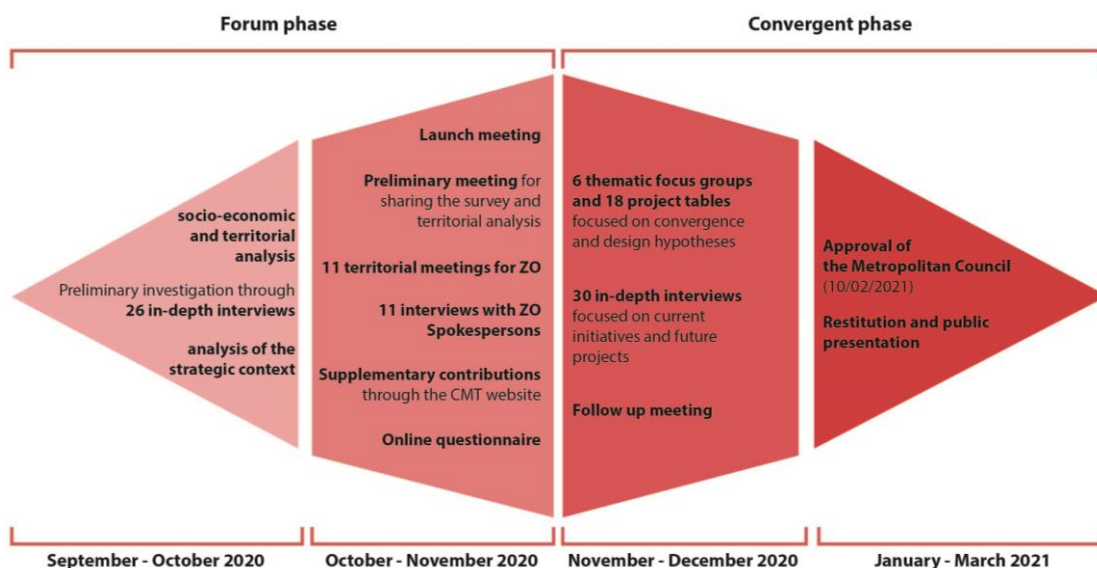 Forum phase
Convergent phase
socio-economic
and territorial
analysis
Preliminary investigation through
26 in-depth interviews
analysis of the
strategic context
Launch meeting
Preliminary meeting for
sharing the survey and
territorial analysis
11 territorial meetings for ZO
11 interviews with ZO
Spokespersons
Supplementary contributions
through the CMT website
Online questionnaire
6 thematic focus groups
and 18 project tables
focused on convergence
and design hypotheses
30 in-depth interviews
focused on current
initiatives and future
projects
Follow up meeting
Approval of
the Metropolitan Council
(10/02/2021)
Restitution and public
presentation
September - October 2020
October - November 2020
November - December 2020
January - March 2021